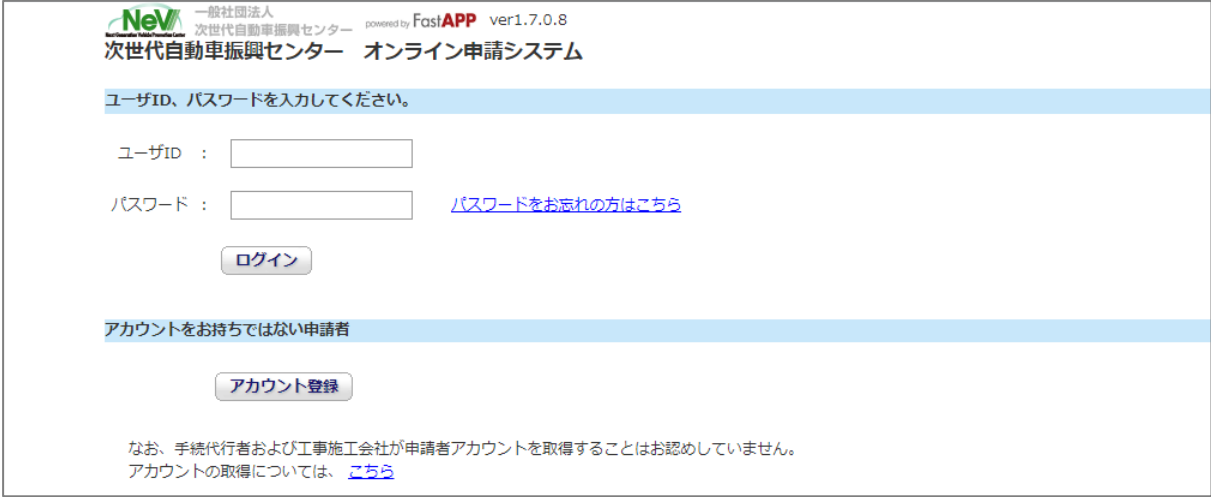 NeV 一般社団法人
Next Generation Vehicle Promotion Center 次世代自動車振興センター powered by FastAPP ver1.7.0.8
次世代自動車振興センター オンライン申請システム
ユーザID、パスワードを入力してください。
ユーザID :
パスワード : パスワードをお忘れの方はこちら
ログイン
アカウントをお持ちではない申請者
アカウント登録
なお、手続代行者および工事施工会社が申請者アカウントを取得することはお認めしていません。
アカウントの取得については、 こちら